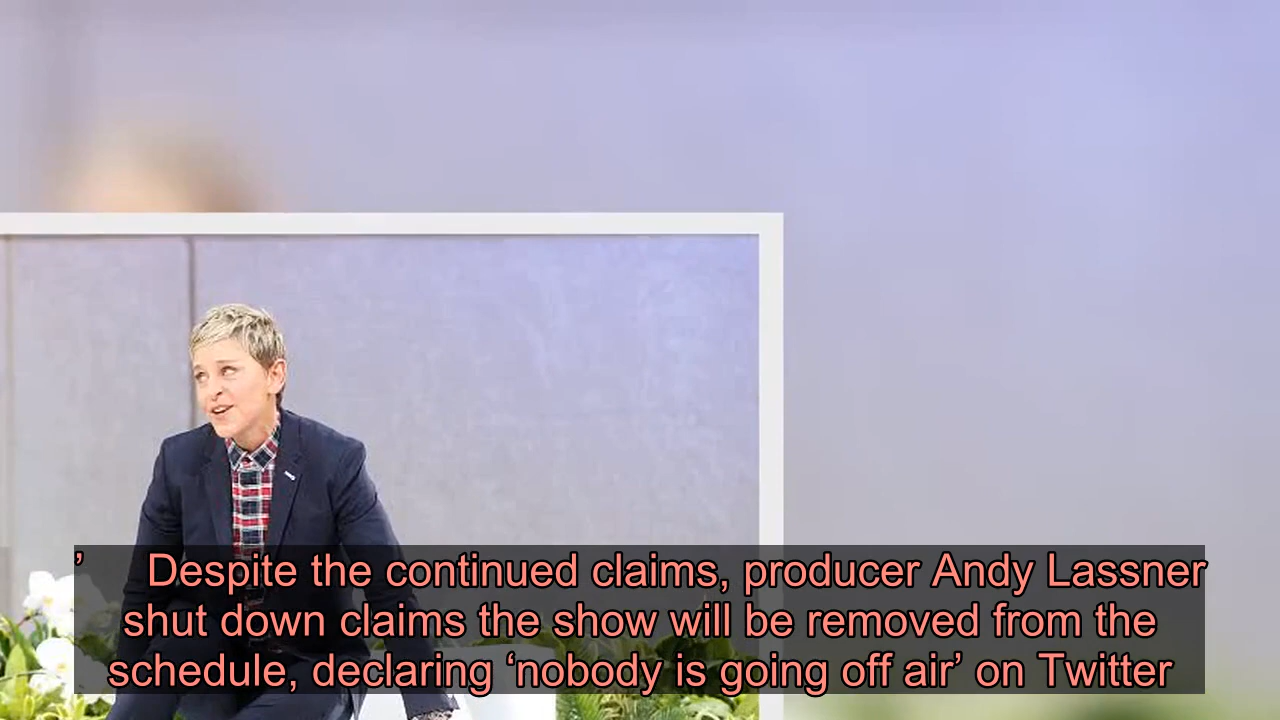 ’ Despite the continued claims, producer Andy Lassner
shut down claims the show will be removed from the
schedule, declaring ‘nobody is going off air’ on Twitter